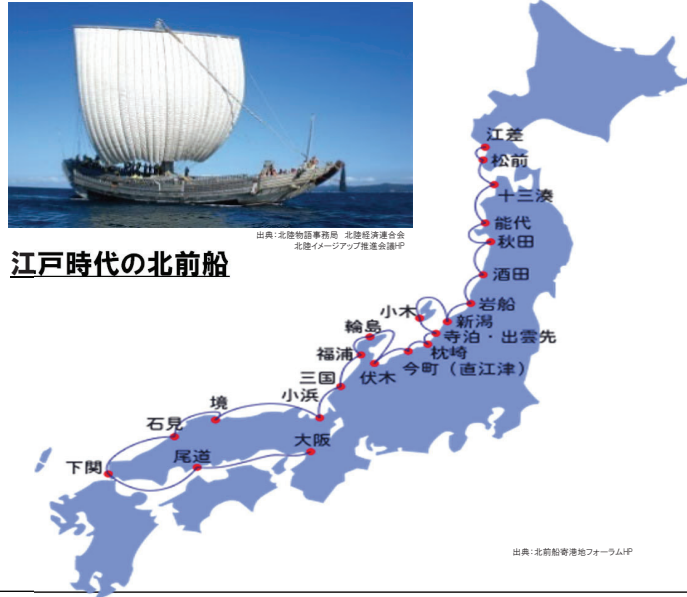 出典：北陸物語事務局　北陸経済連合会
北陸イメージアップ推進会議HP
江戸時代の北前船
江差
松前
十三湊
能代
秋田
酒田
岩船
新潟
小木
寺泊・出雲先
枕崎
今町（直江津）
伏木
輪島
福浦
三国
小浜
境
石見
下関
尾道
大阪
出典：北前船寄港地フォーラムHP